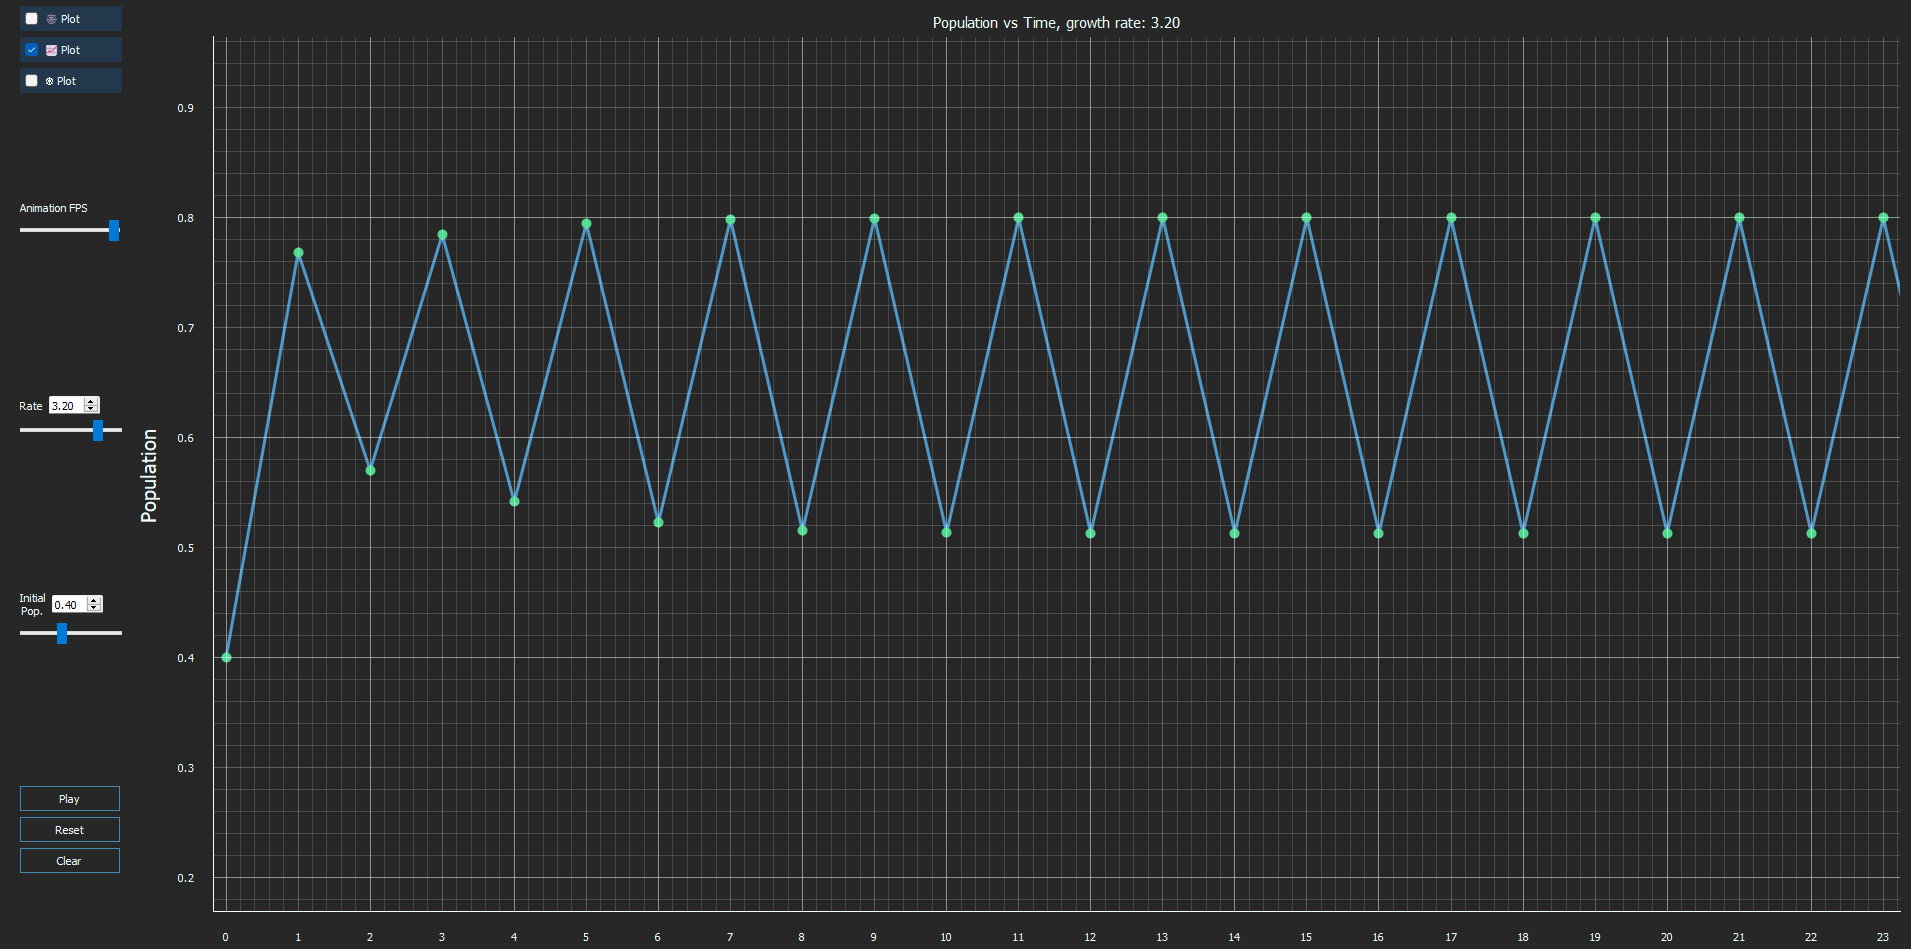 Plot
Plot
Plot
Animation FPS
Rate 3.20
Initial
Pop. 0.40
Play
Reset
Clear
Population vs Time, growth rate: 3.20
Population
0.9
0.8
0.7
0.6
0.5
0.4
0.3
0.2
0 1 2 3 4 5 6 7 8 9 10 11 12 13 14 15 16 17 18 19 20 21 22 23